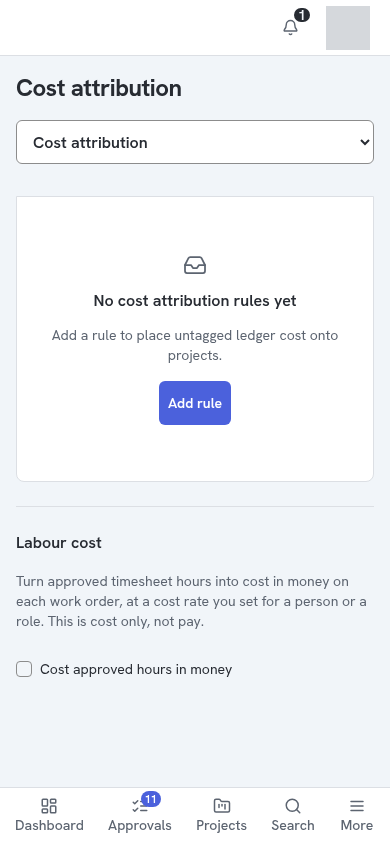 1
Cost attribution
Cost attribution
No cost attribution rules yet
Add a rule to place untagged ledger cost onto
projects.
Add rule
Labour cost
Turn approved timesheet hours into cost in money on
each work order, at a cost rate you set for a person or a
role. This is cost only, not pay.
Cost approved hours in money
11
Dashboard Approvals Projects Search More